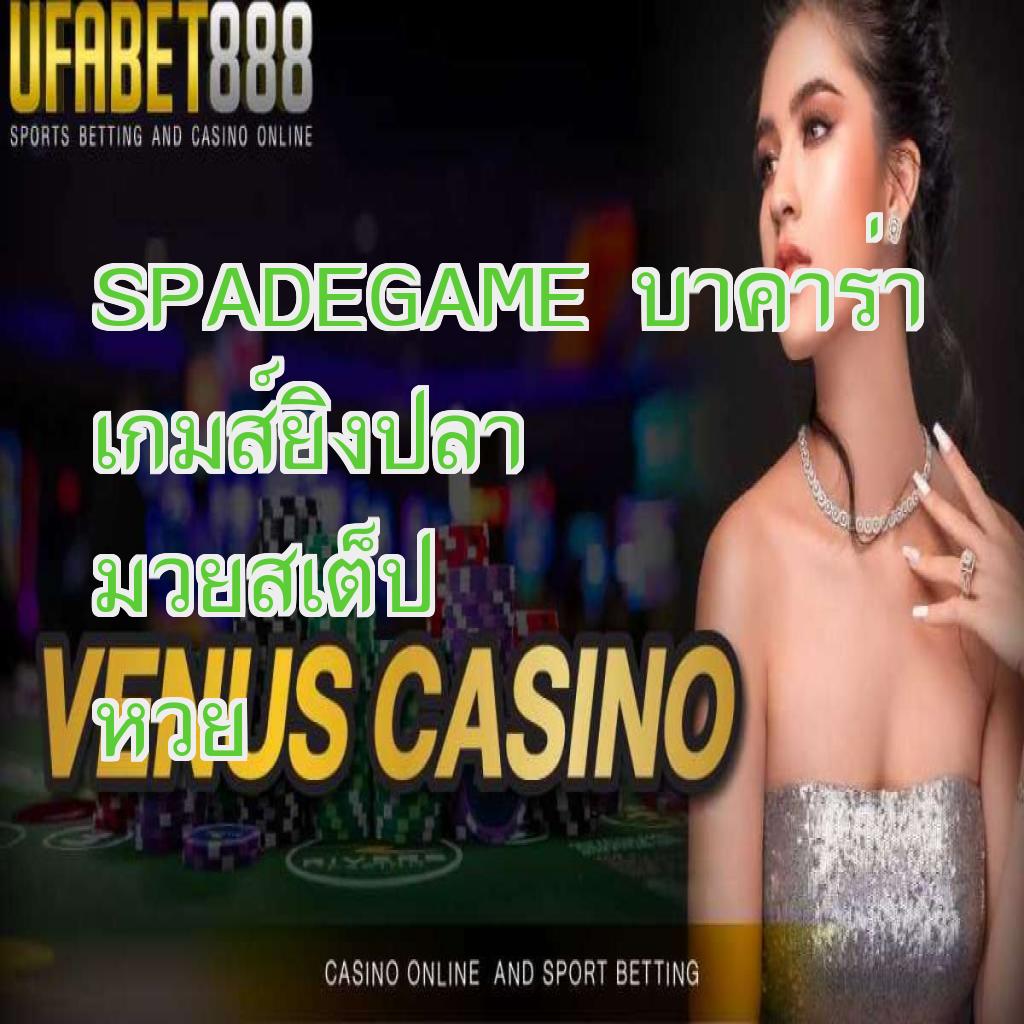 UFABET888
SPORTS BETTING AND CASINO ONLINE
SPADEGAME บาคาร่า
เกมส์ยิงปลา
มวยสเต็ป
หวย
VENUS CASINO
CASINO ONLINE AND SPORT BETTING